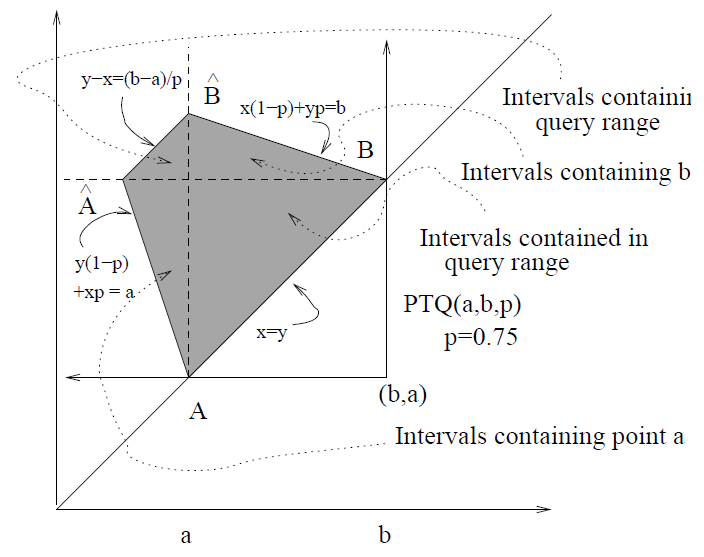 y−x=(b−a)/p
^
B
x(1−p)+yp=b
B
Intervals containin
query range
Intervals containing b
^
A
y(1−p)
+xp = a
Intervals contained in
query range
PTQ(a,b,p)
p=0.75
x=y
(b,a)
A
Intervals containing point a
a
b